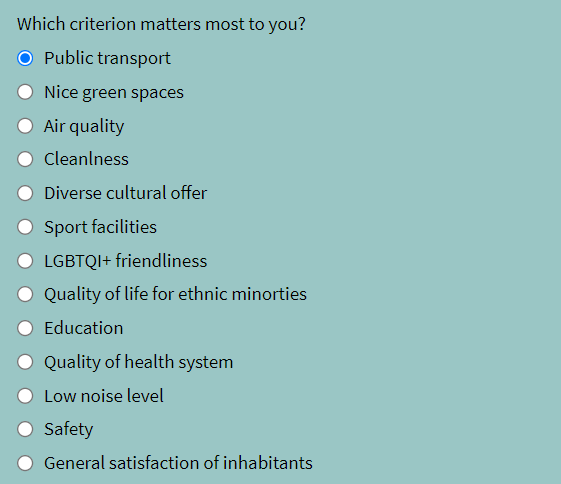 Which criterion matters most to you?
Public transport
Nice green spaces
Air quality
Cleanlness
Diverse cultural offer
Sport facilities
LGBTQI+ friendliness
Quality of life for ethnic minorties
Education
Quality of health system
Low noise level
Safety
General satisfaction of inhabitants